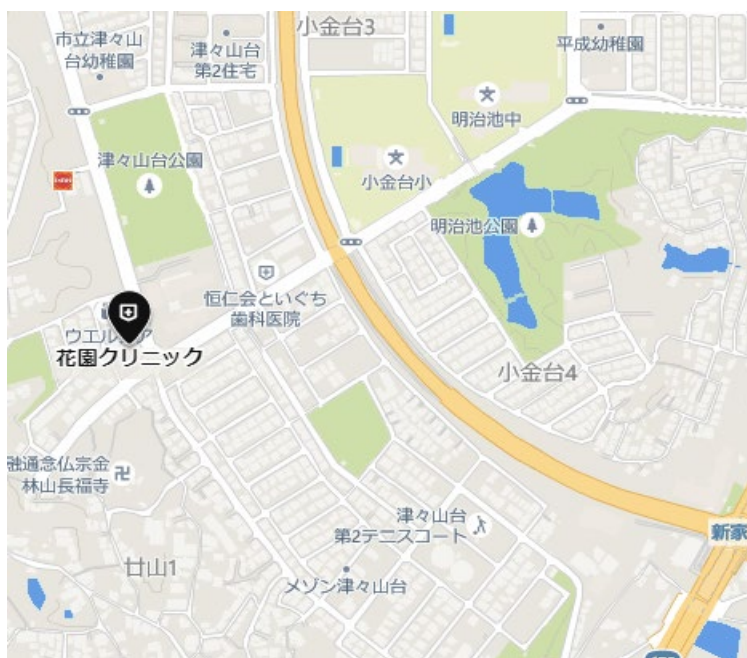 小金台3
市立津々山
台幼稚園
津々山台
第2住宅
平成幼稚園
明治池中
津々山台公園
小金台小
明治池公園
恒仁会といぐち
歯科医院
花園クリニック
小金台4
融通念仏宗金
林山長福寺
津々山台
第2テニスコート
新家
廿山1
メゾン津々山台